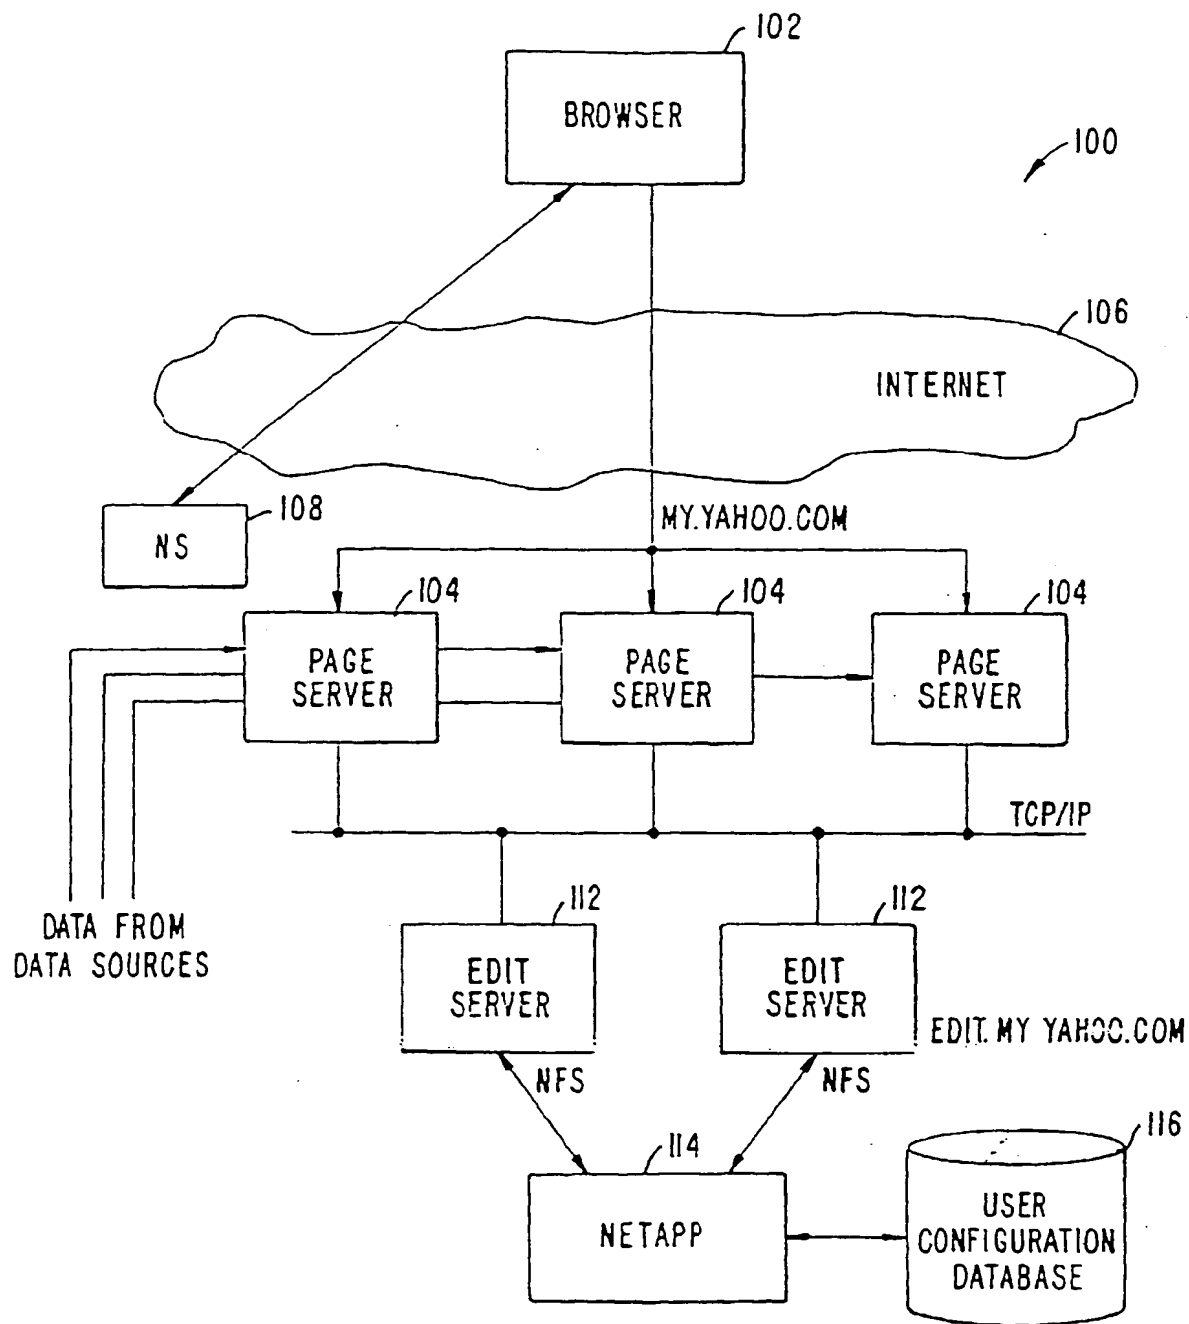 102
BROWSER
100
106
INTERNET
108
NS
MY.YAHOO.COM
104
104
104
PAGE
SERVER
PAGE
SERVER
PAGE
SERVER
TCP/IP
DATA FROM
DATA SOURCES
112
112
EDIT
SERVER
EDIT
SERVER
EDIT.MY YAHOO.COM
NFS
NFS
114
116
NETAPP
USER
CONFIGURATION
DATABASE